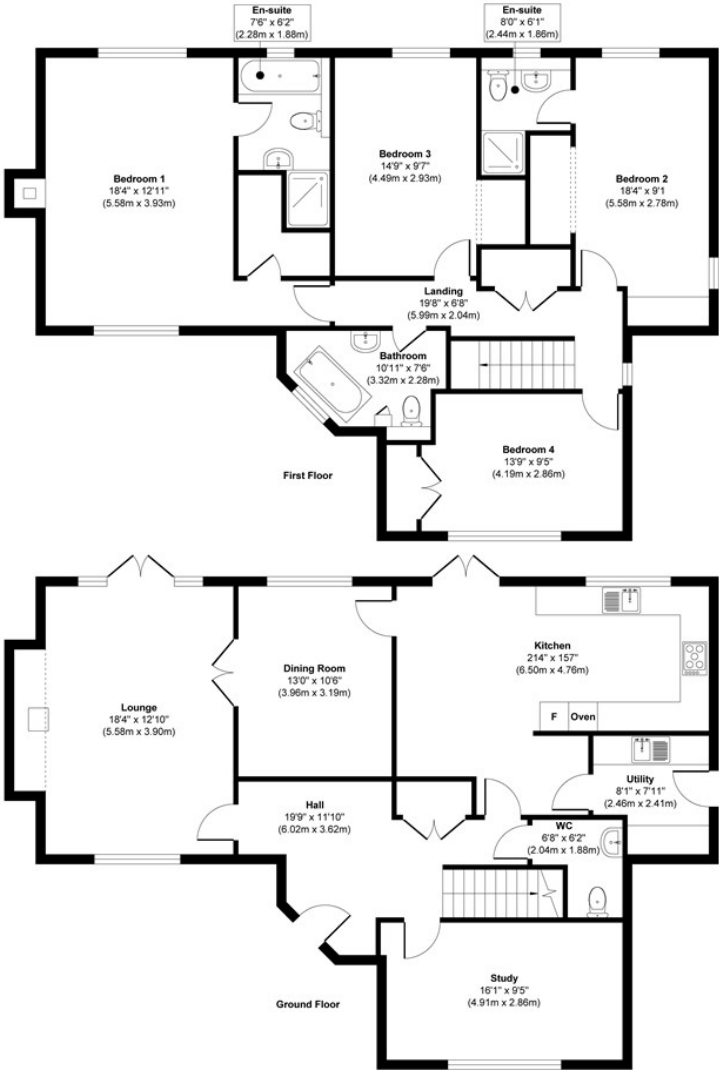 En-suite
7'6" x 6'2"
(2.28m x 1.88m)
En-suite
8'0" x 6'1"
(2.44m x 1.86m)
Bedroom 1
18'4" x 12'11"
(5.58m x 3.93m)
Bedroom 3
14'9" x 9'7"
(4.49m x 2.93m)
Bedroom 2
18'4" x 9'1
(5.58m x 2.78m)
Landing
19'8" x 6'8"
(5.99m x 2.04m)
Bathroom
10'11" x 7'6"
(3.32m x 2.28m)
Bedroom 4
13'9" x 9'5"
(4.19m x 2.86m)
First Floor
Lounge
18'4" x 12'10"
(5.58m x 3.90m)
Dining Room
13'0" x 10'6"
(3.96m x 3.19m)
Kitchen
214" x 157"
(6.50m x 4.76m)
F
Oven
Utility
8'1" x 7'11"
(2.46m x 2.41m)
Hall
19'9" x 11'10"
(6.02m x 3.62m)
WC
6'8" x 6'2"
(2.04m x 1.88m)
Study
16'1" x 9'5"
(4.91m x 2.86m)
Ground Floor